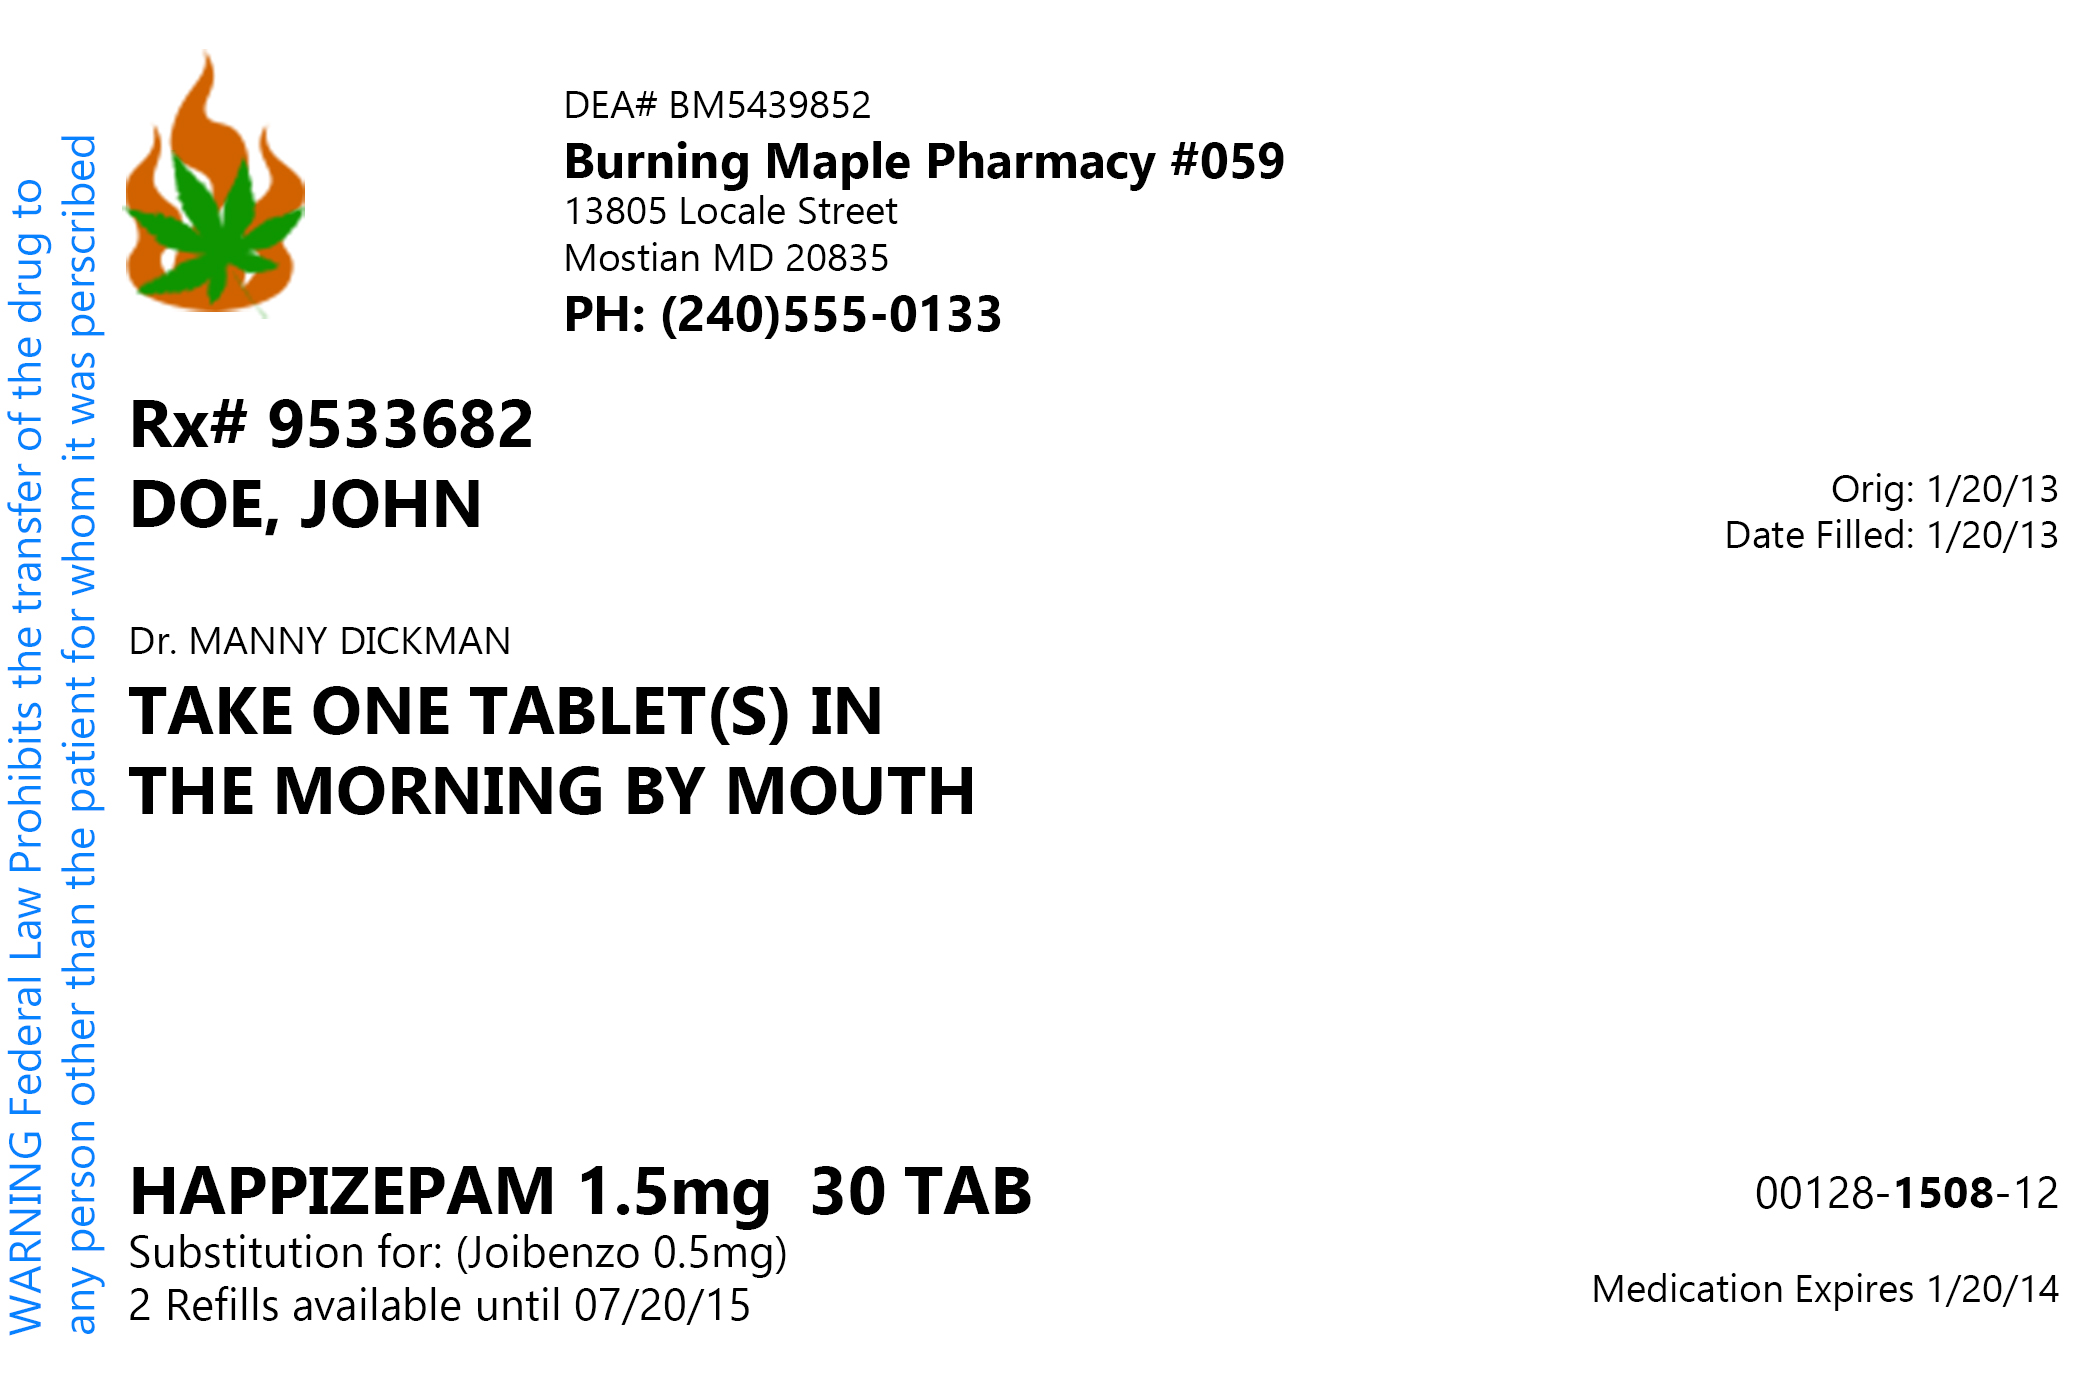 WARNING Federal Law Prohibits the transfer of the drug to
any person other than the patient for whom it was perscribed
DEA# BM5439852
Burning Maple Pharmacy #059
13805 Locale Street
Mostian MD 20835
PH: (240)555-0133
Rx# 9533682
DOE, JOHN
Orig: 1/20/13
Date Filled: 1/20/13
Dr. MANNY DICKMAN
TAKE ONE TABLET(S) IN
THE MORNING BY MOUTH
HAPPIZEPAM 1.5mg 30 TAB
00128-1508-12
Substitution for: (Joibenzo 0.5mg)
2 Refills available until 07/20/15
Medication Expires 1/20/14